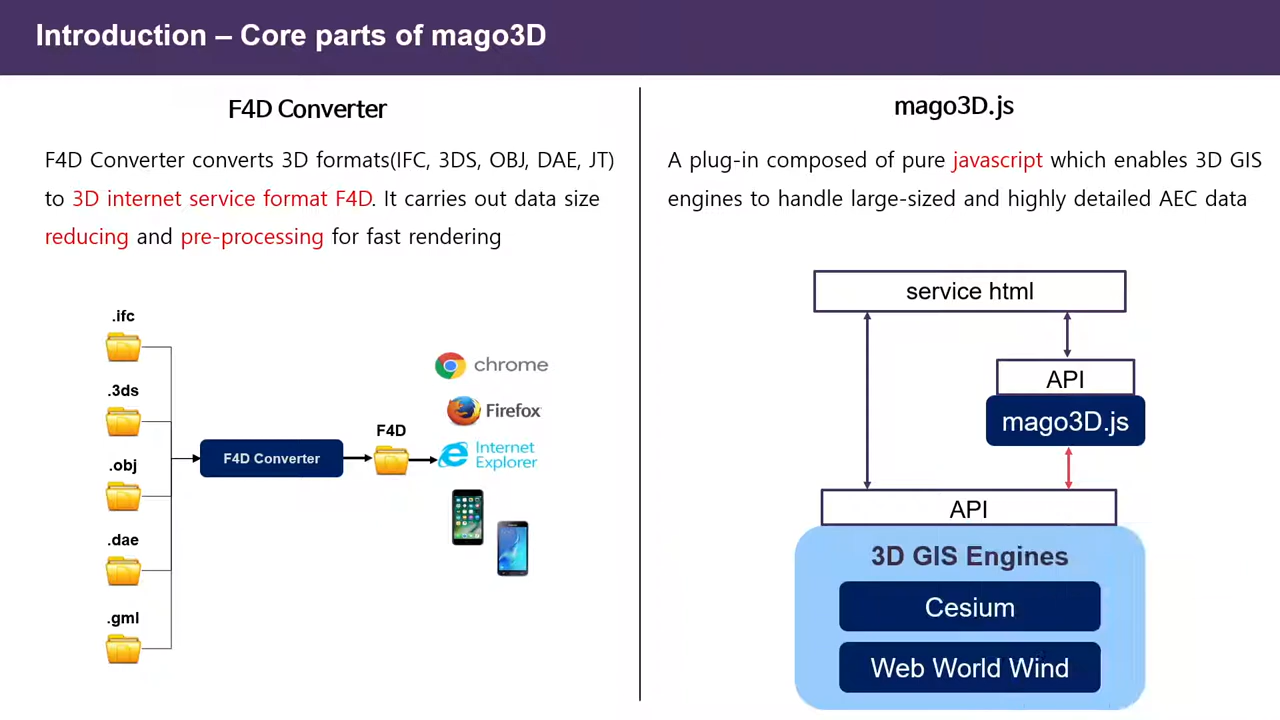 Introduction – Core parts of mago3D
F4D Converter
F4D Converter converts 3D formats(IFC, 3DS, OBJ, DAE, JT)
to 3D internet service format F4D. It carries out data size
reducing and pre-processing for fast rendering
.ifc
.3ds
.obj
.dae
.gml
F4D Converter
F4D
chrome
Firefox
Internet
Explorer
mago3D.js
A plug-in composed of pure javascript which enables 3D GIS
engines to handle large-sized and highly detailed AEC data
service html
API
mago3D.js
API
3D GIS Engines
Cesium
Web World Wind